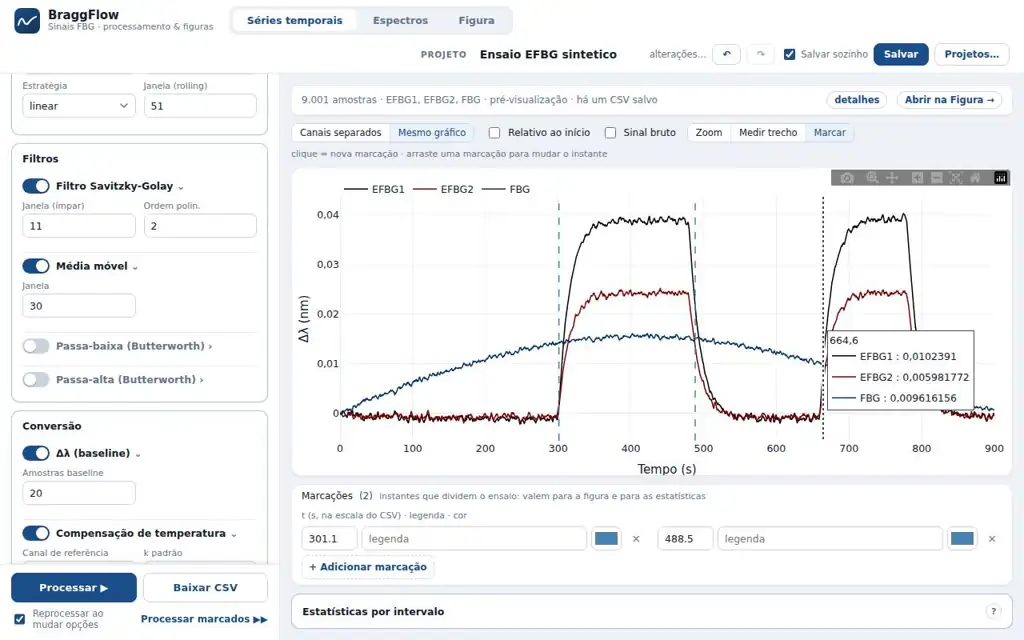 BraggFlow
Sinais FBG · processamento & figuras
Séries temporais
Espectros
Figura
PROJETO
Ensaio EFBG sintetico
alterações...
Salvar sozinho
Salvar
Projetos...
Estratégia
Janela (rolling)
linear
51
Filtros
Filtro Savitzky-Golay
Janela (ímpar)
Ordem polin.
11
2
Média móvel
Janela
30
Passa-baixa (Butterworth) ›
Passa-alta (Butterworth) ›
Conversão
Δλ (baseline)
Amostras baseline
20
Compensação de temperatura
Canal de referência
k padrão
Processar ▶
Baixar CSV
Reprocessar ao
mudar opções
Processar marcados ▶▶
9.001 amostras · EFBG1, EFBG2, FBG · pré-visualização · há um CSV salvo
detalhes
Abrir na Figura →
Canais separados
Mesmo gráfico
Relativo ao início
Sinal bruto
Zoom
Medir trecho
Marcar
clique = nova marcação · arraste uma marcação para mudar o instante
EFBG1
EFBG2
FBG
0,04
0,03
0,02
0,01
0
Δλ (nm)
664,6
EFBG1 : 0,0102391
EFBG2 : 0,005981772
FBG : 0,009616156
0
100
200
300
400
500
600
700
800
900
Tempo (s)
Marcações (2) instantes que dividem o ensaio: valem para a figura e para as estatísticas
t (s, na escala do CSV) · legenda · cor
301.1
legenda
×
488.5
legenda
×
+ Adicionar marcação
Estatísticas por intervalo
?